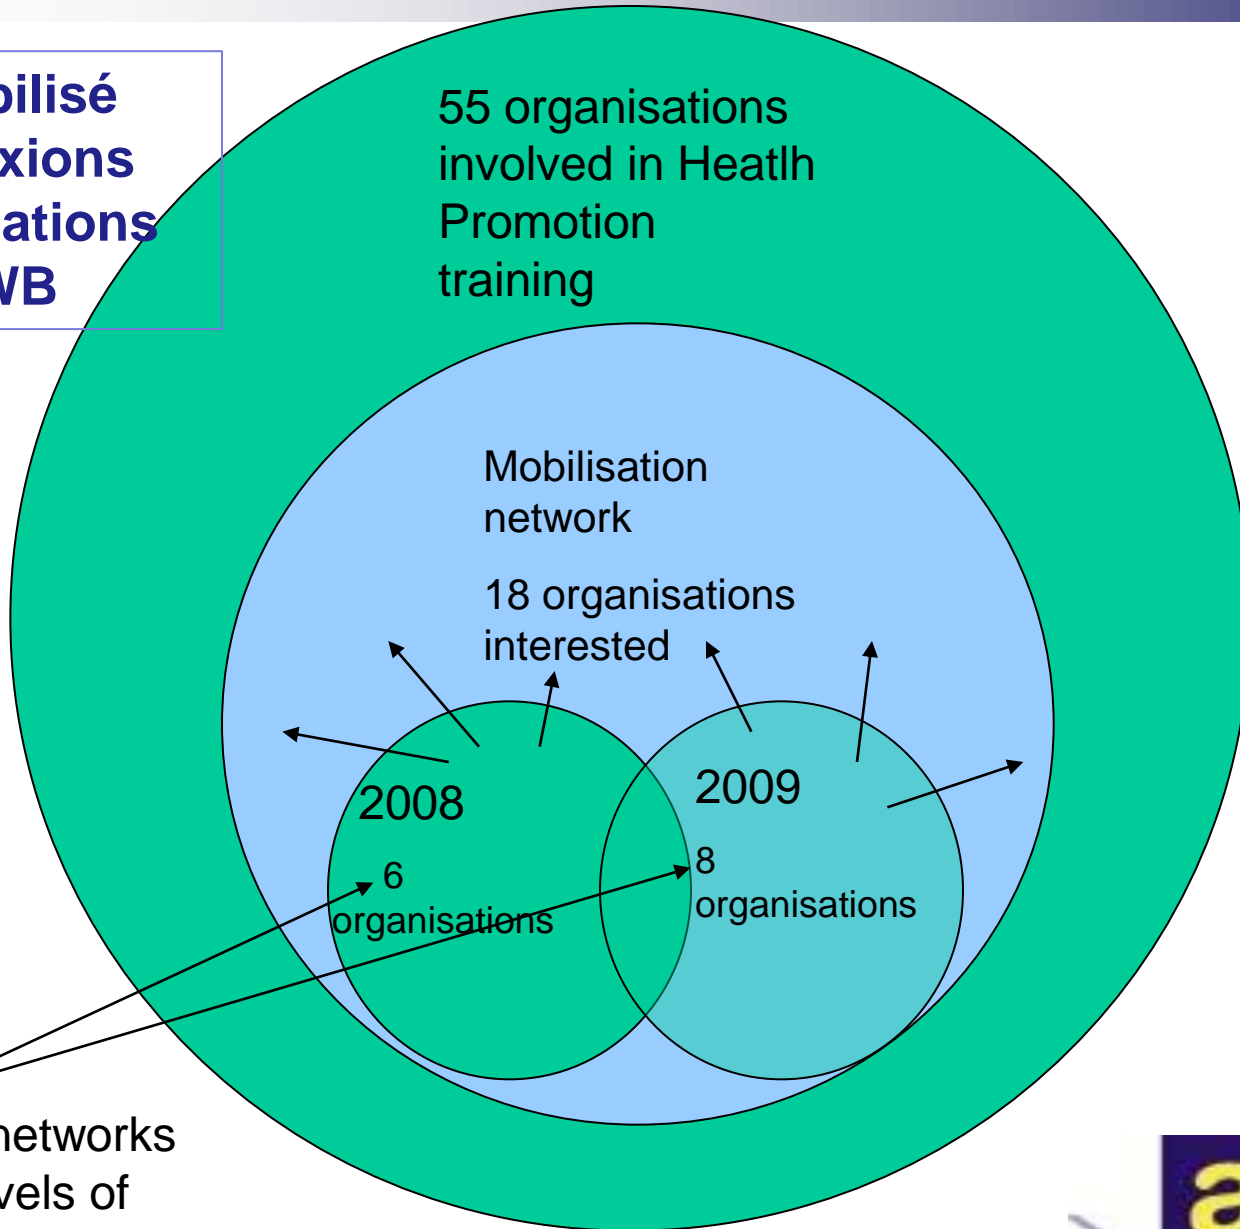 bilisé
xions
ations
WB
55 organisations
involved in Heatlh
Promotion
training
Mobilisation
network
18 organisations
interested
2008
6
organisations
2009
8
organisations
networks
vels of
a